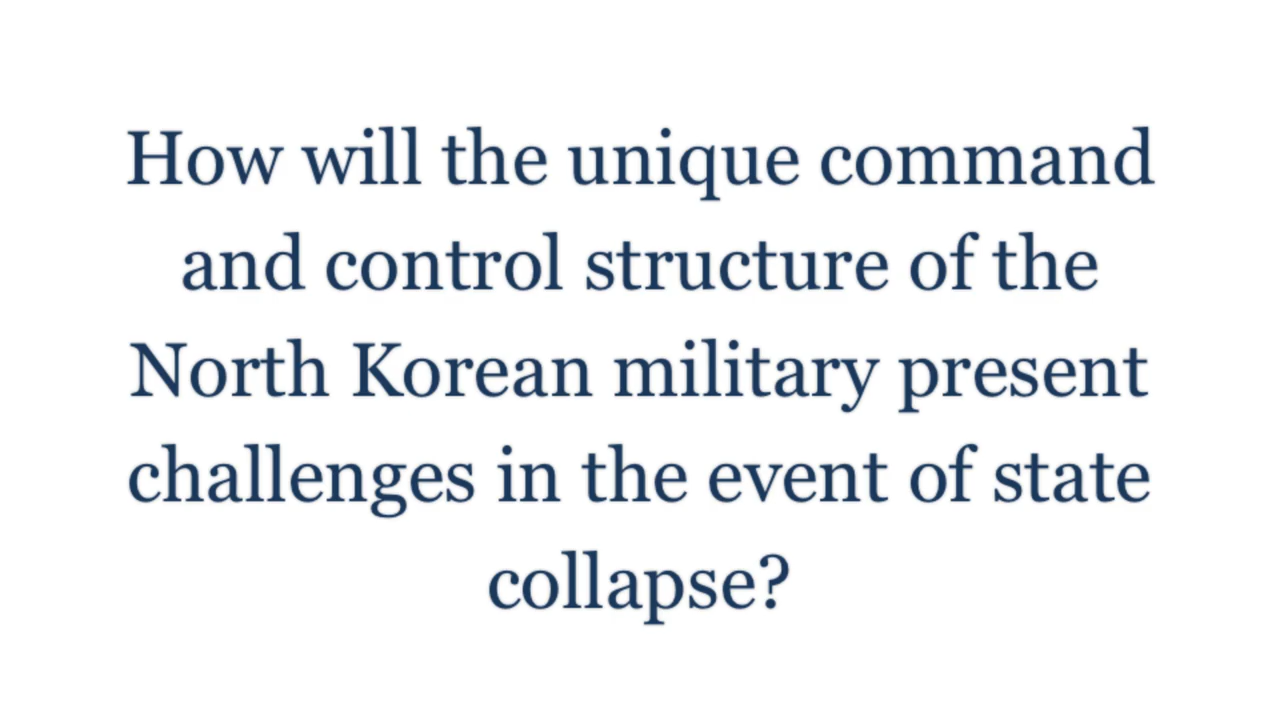 How will the unique command
and control structure of the
North Korean military present
challenges in the event of state
collapse?